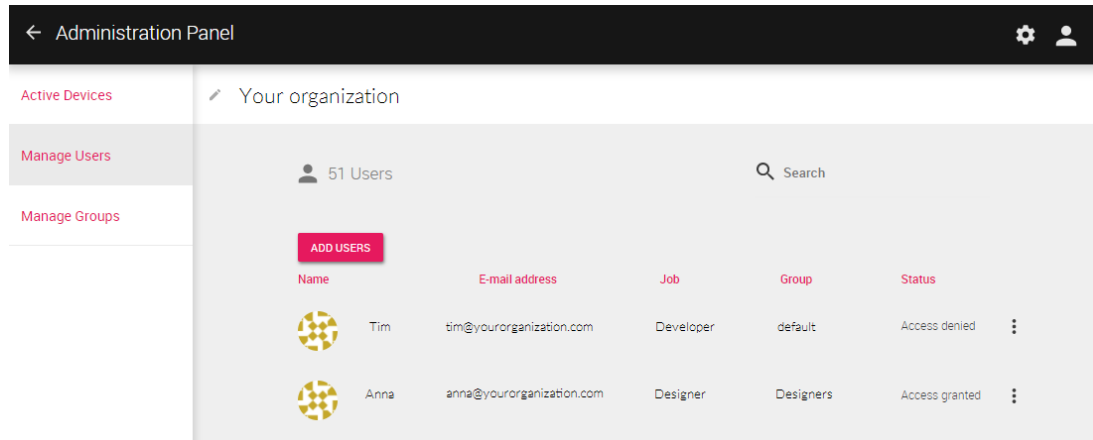 Administration Panel
Active Devices
Manage Users
Manage Groups
Your organization
51 Users
Search
ADD USERS
Name E-mail address Job Group Status
Tim tim@yourorganization.com Developer default Access denied
Anna anna@yourorganization.com Designer Designers Access granted